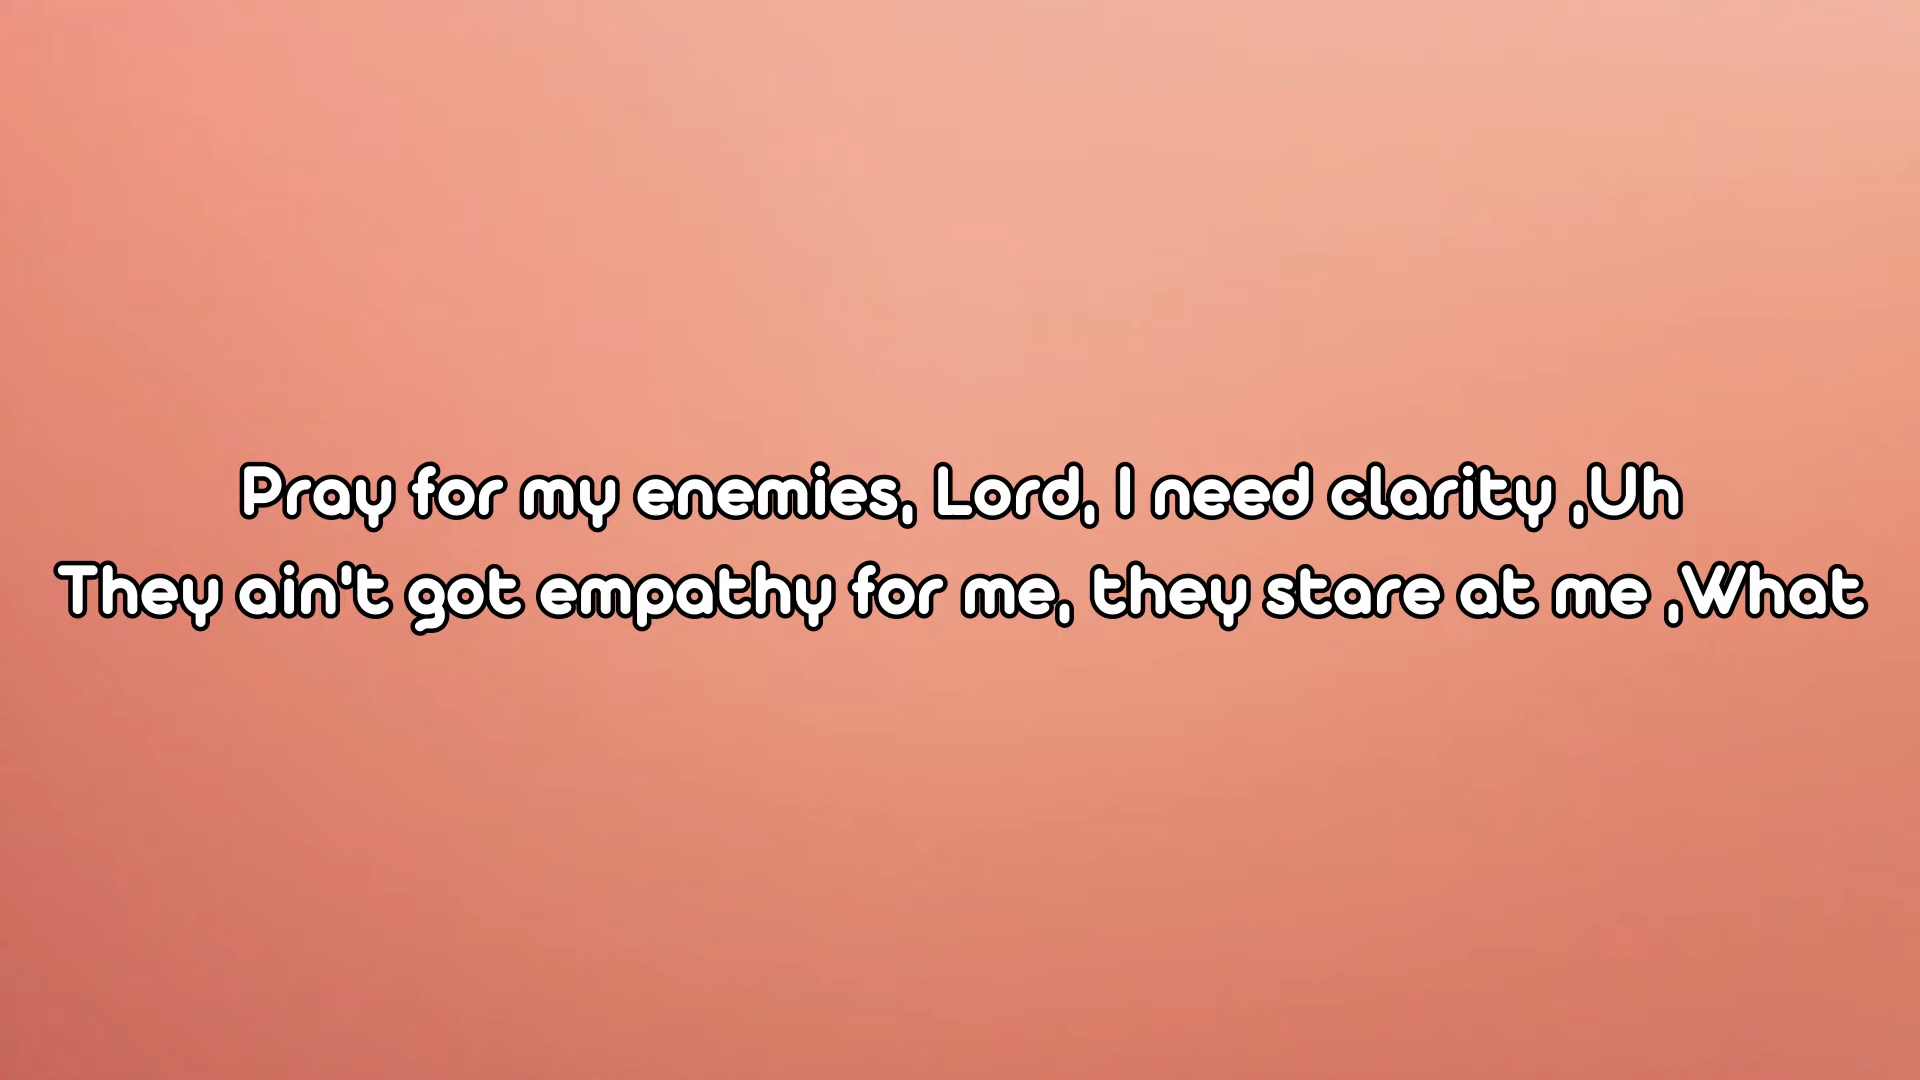 Pray for my enemies, Lord, I need clarity ,Uh
They ain't got empathy for me, they stare at me ,What